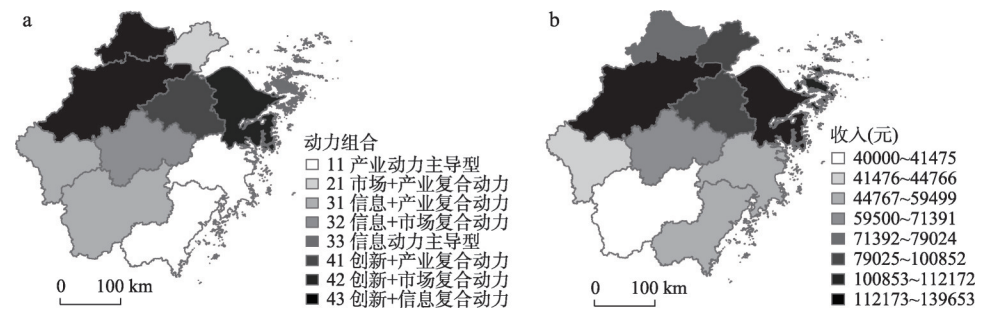 a
动力组合
11 产业动力主导型
21 市场+产业复合动力
31 信息+产业复合动力
32 信息+市场复合动力
33 信息动力主导型
41 创新+产业复合动力
42 创新+市场复合动力
43 创新+信息复合动力
0 100 km
b
收入(元)
40000~41475
41476~44766
44767~59499
59500~71391
71392~79024
79025~100852
100853~112172
112173~139653
0 100 km